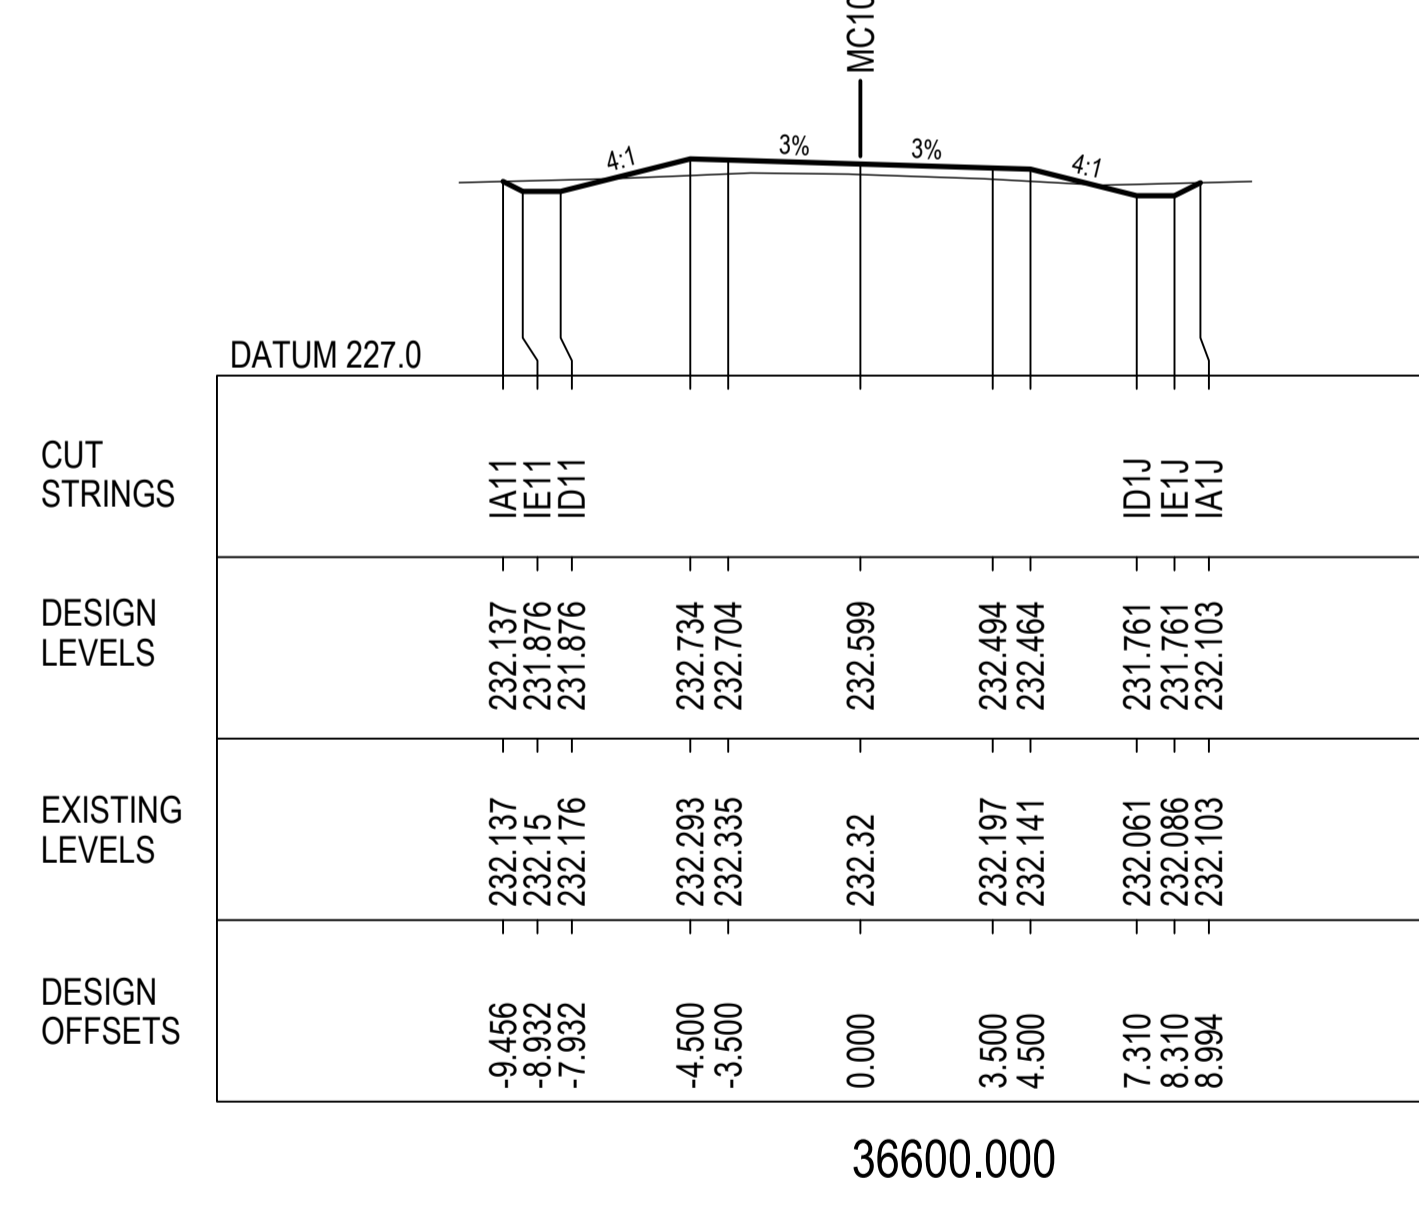 MC10
4:1
3%
3%
4:1
DATUM 227.0
CUT
STRINGS
IA11
IE11
ID11
ID1J
IE1J
IA1J
DESIGN
LEVELS
232.137
231.876
231.876
232.734
232.704
232.599
232.494
232.464
231.761
231.761
232.103
EXISTING
LEVELS
232.137
232.15
232.176
232.293
232.335
232.32
232.197
232.141
232.061
232.086
232.103
DESIGN
OFFSETS
-9.456
-8.932
-7.932
-4.500
-3.500
0.000
3.500
4.500
7.310
8.310
8.994
36600.000